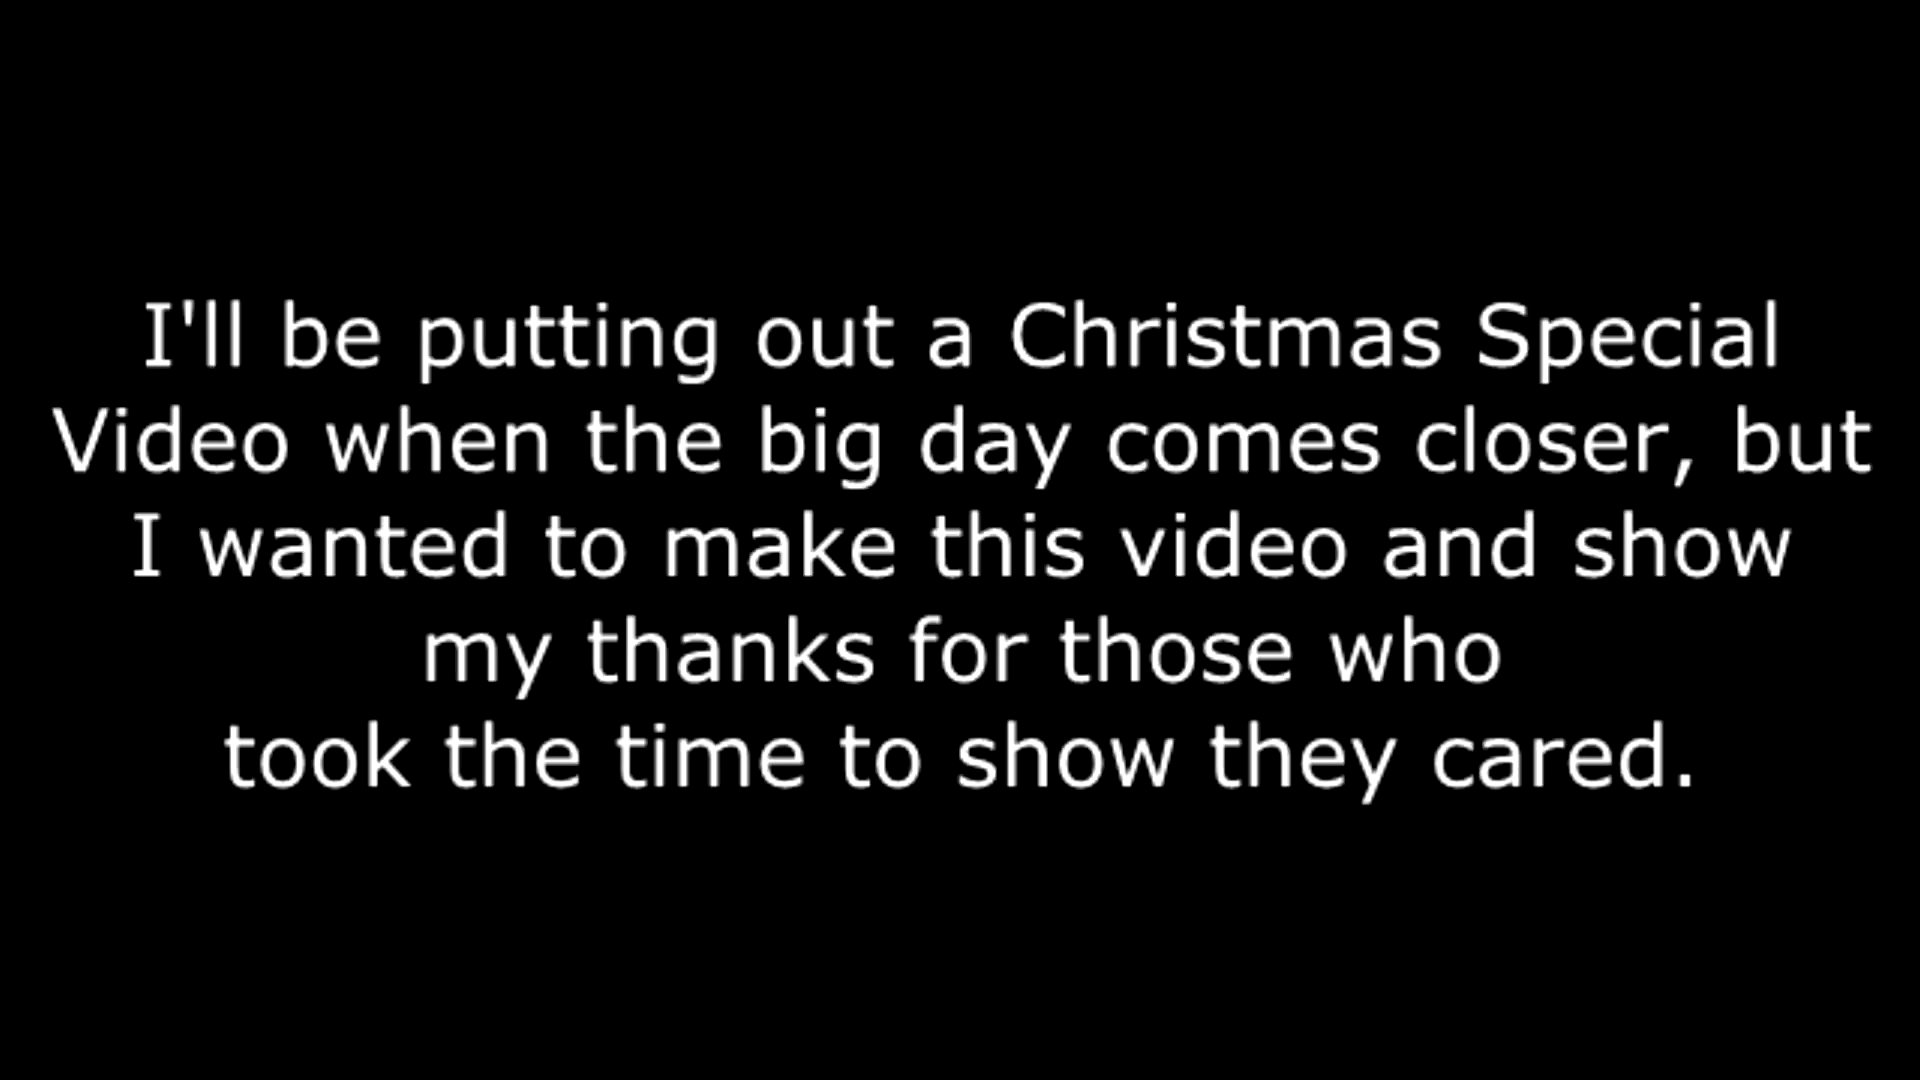 I'll be putting out a Christmas Special
Video when the big day comes closer, but
I wanted to make this video and show
my thanks for those who
took the time to show they cared.